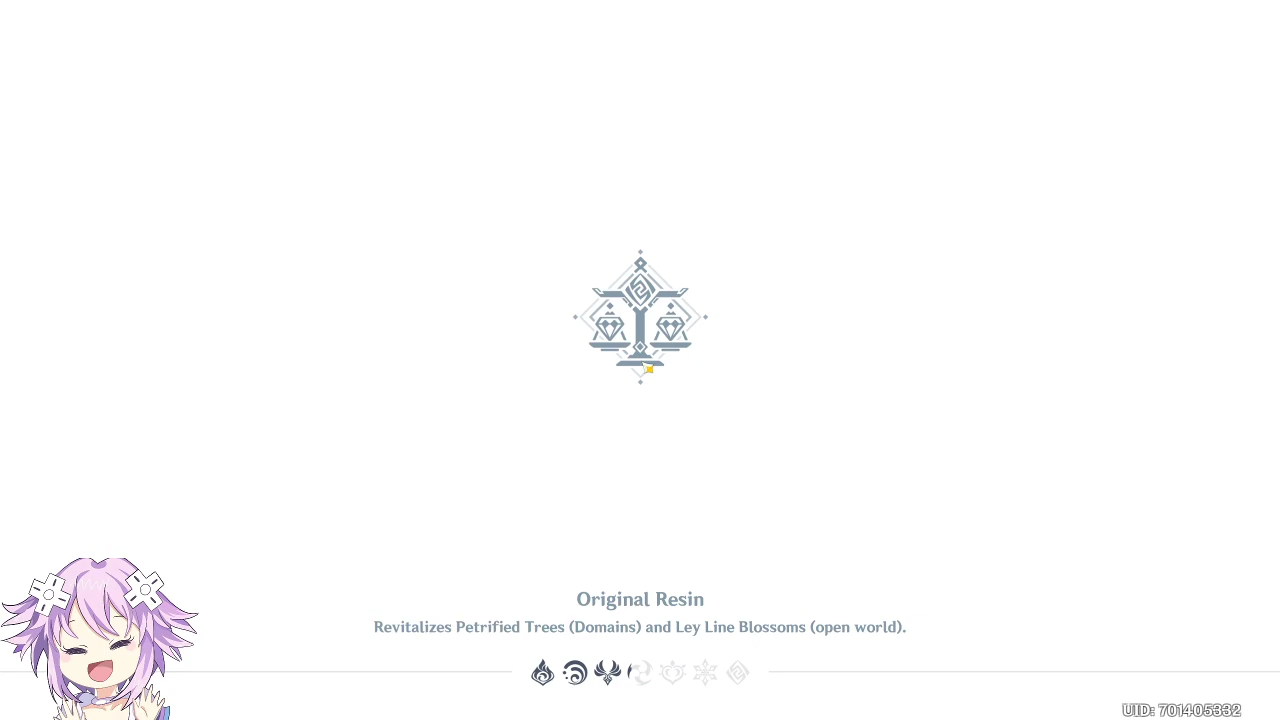 Original Resin
Revitalizes Petrified Trees (Domains) and Ley Line Blossoms (open world).
UID: 701405332